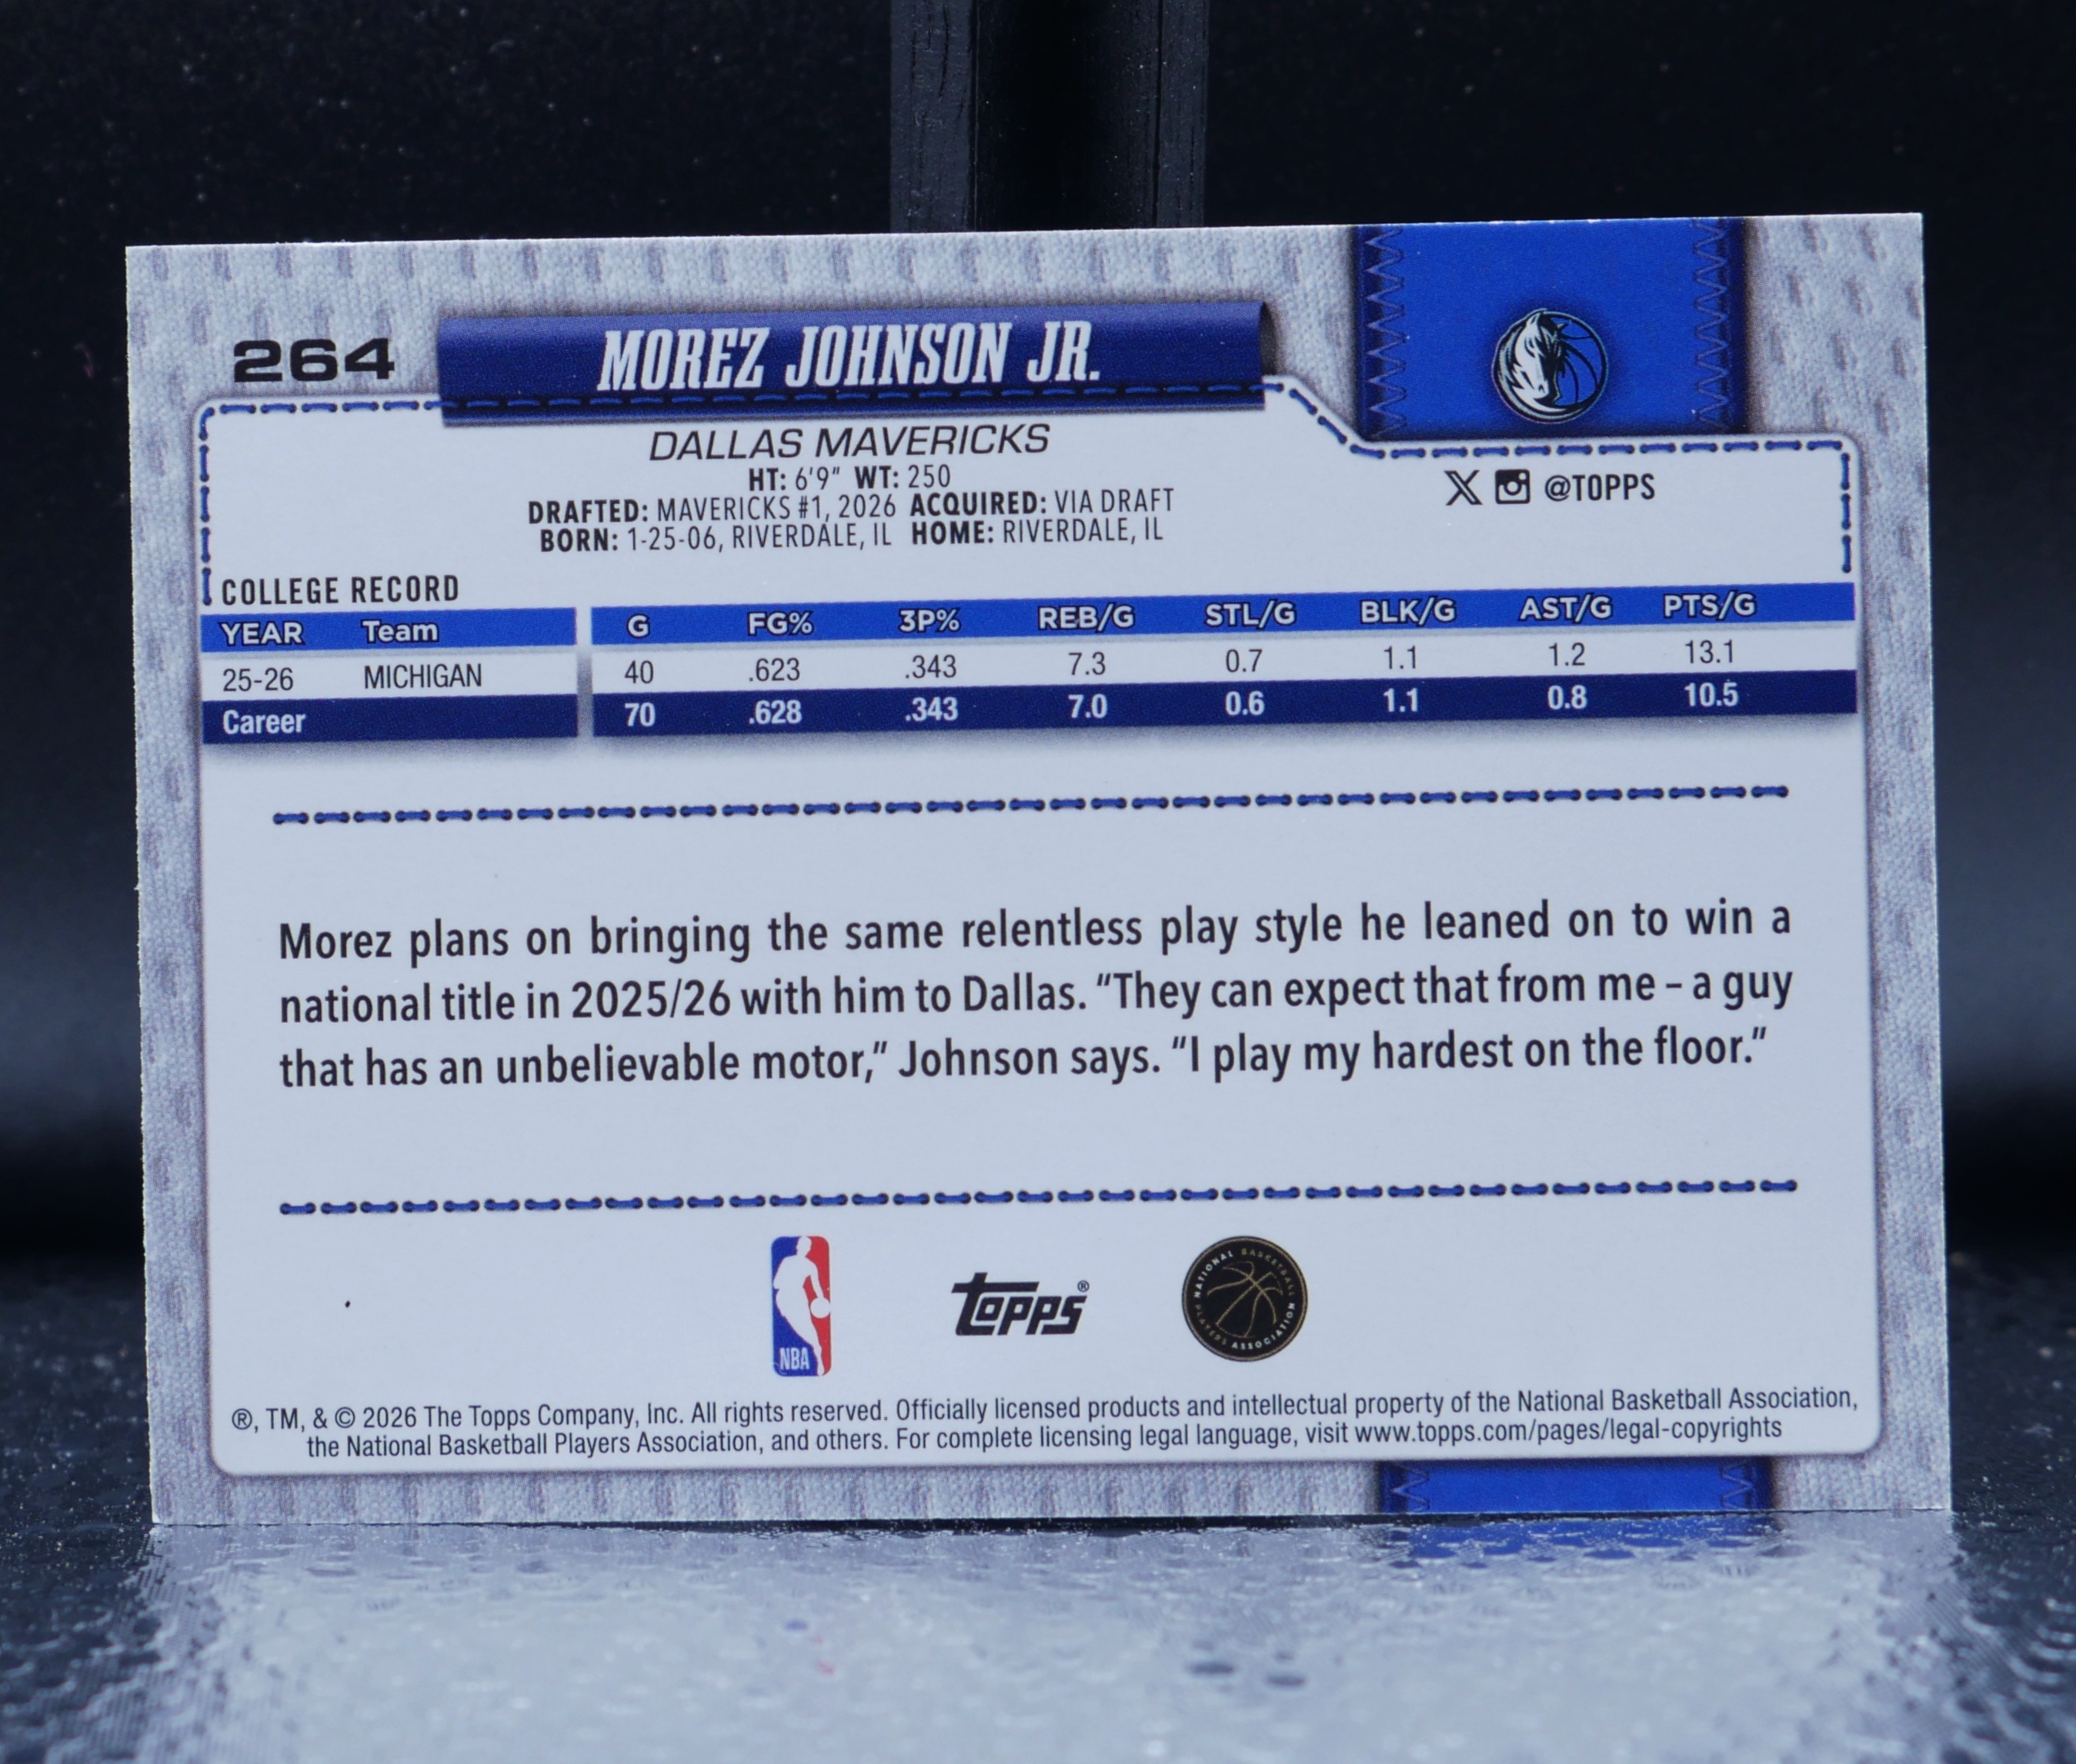 264
MOREZ JOHNSON JR.
DALLAS MAVERICKS
HT: 6'9" WT: 250
DRAFTED: MAVERICKS #1, 2026 ACQUIRED: VIA DRAFT
BORN: 1-25-06, RIVERDALE, IL HOME: RIVERDALE, IL
@TOPPS
COLLEGE RECORD
YEAR Team G FG% 3P% REB/G STL/G BLK/G AST/G PTS/G
25-26 MICHIGAN 40 .623 .343 7.3 0.7 1.1 1.2 13.1
Career 70 .628 .343 7.0 0.6 1.1 0.8 10.5
Morez plans on bringing the same relentless play style he leaned on to win a
national title in 2025/26 with him to Dallas. “They can expect that from me – a guy
that has an unbelievable motor,” Johnson says. “I play my hardest on the floor.”
NBA
topps®
NATIONAL BASKETBALL PLAYERS ASSOCIATION
®, TM, & © 2026 The Topps Company, Inc. All rights reserved. Officially licensed products and intellectual property of the National Basketball Association,
the National Basketball Players Association, and others. For complete licensing legal language, visit www.topps.com/pages/legal-copyrights